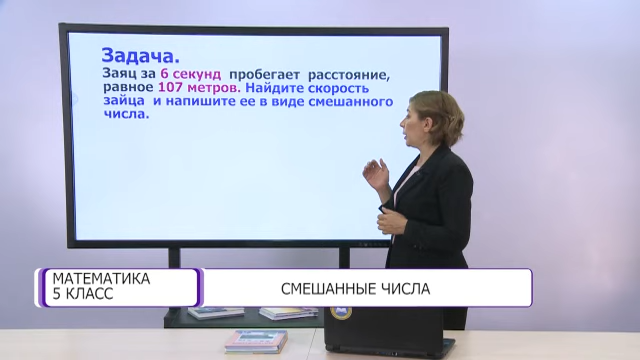 Задача.
Заяц за 6 секунд пробегает расстояние,
равное 107 метров. Найдите скорость
зайца и напишите ее в виде смешанного
числа.
МАТЕМАТИКА
5 КЛАСС
СМЕШАННЫЕ ЧИСЛА